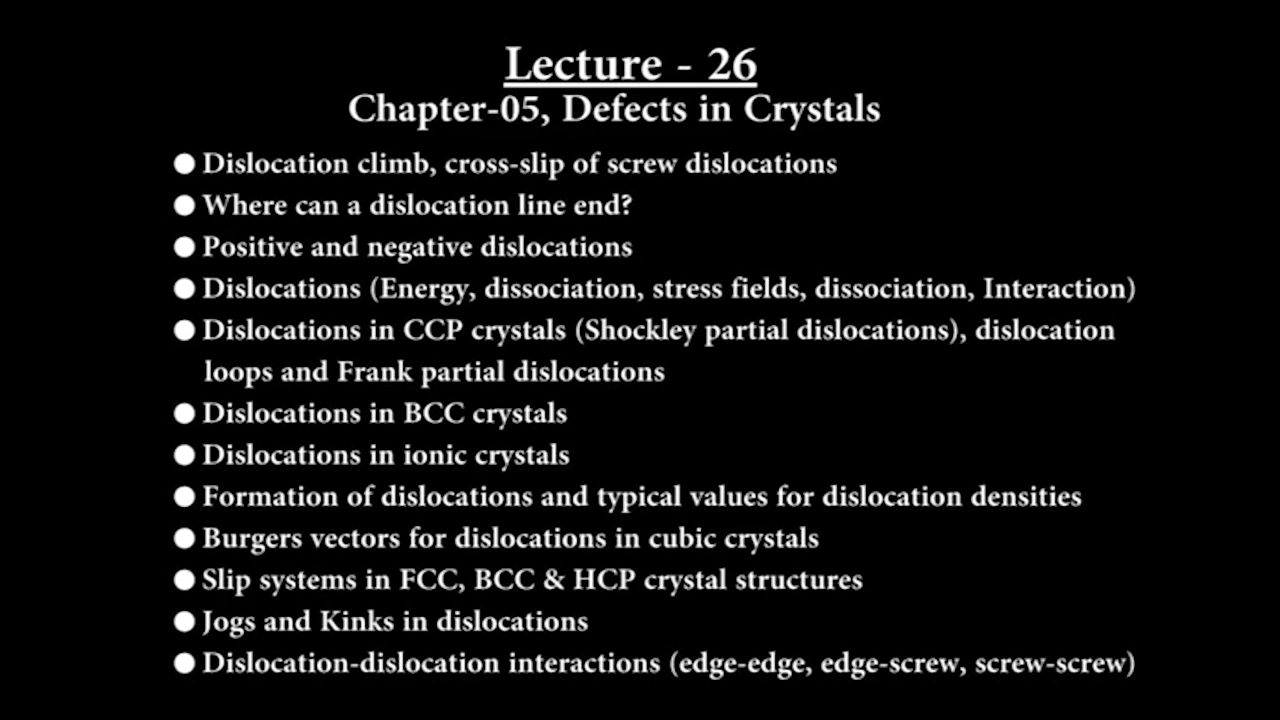 Lecture - 26
Chapter-05, Defects in Crystals
● Dislocation climb, cross-slip of screw dislocations
● Where can a dislocation line end?
● Positive and negative dislocations
● Dislocations (Energy, dissociation, stress fields, dissociation, Interaction)
● Dislocations in CCP crystals (Shockley partial dislocations), dislocation
loops and Frank partial dislocations
● Dislocations in BCC crystals
● Dislocations in ionic crystals
● Formation of dislocations and typical values for dislocation densities
● Burgers vectors for dislocations in cubic crystals
● Slip systems in FCC, BCC & HCP crystal structures
● Jogs and Kinks in dislocations
● Dislocation-dislocation interactions (edge-edge, edge-screw, screw-screw)